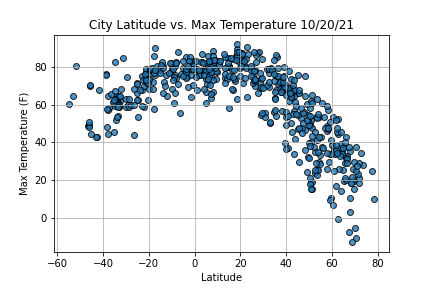 City Latitude vs. Max Temperature 10/20/21
Max Temperature (F)
80
60
40
20
0
−60 −40 −20 0 20 40 60 80
Latitude